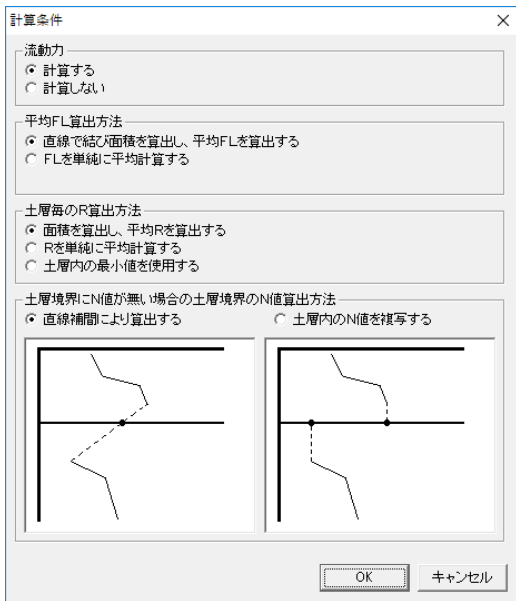 計算条件
流動力
計算する
計算しない
平均FL算出方法
直線で結び面積を算出し、平均FLを算出する
FLを単純に平均計算する
土層毎のR算出方法
面積を算出し、平均Rを算出する
Rを単純に平均計算する
土層内の最小値を使用する
土層境界にN値が無い場合の土層境界のN値算出方法
直線補間により算出する
土層内のN値を複写する
OK
キャンセル